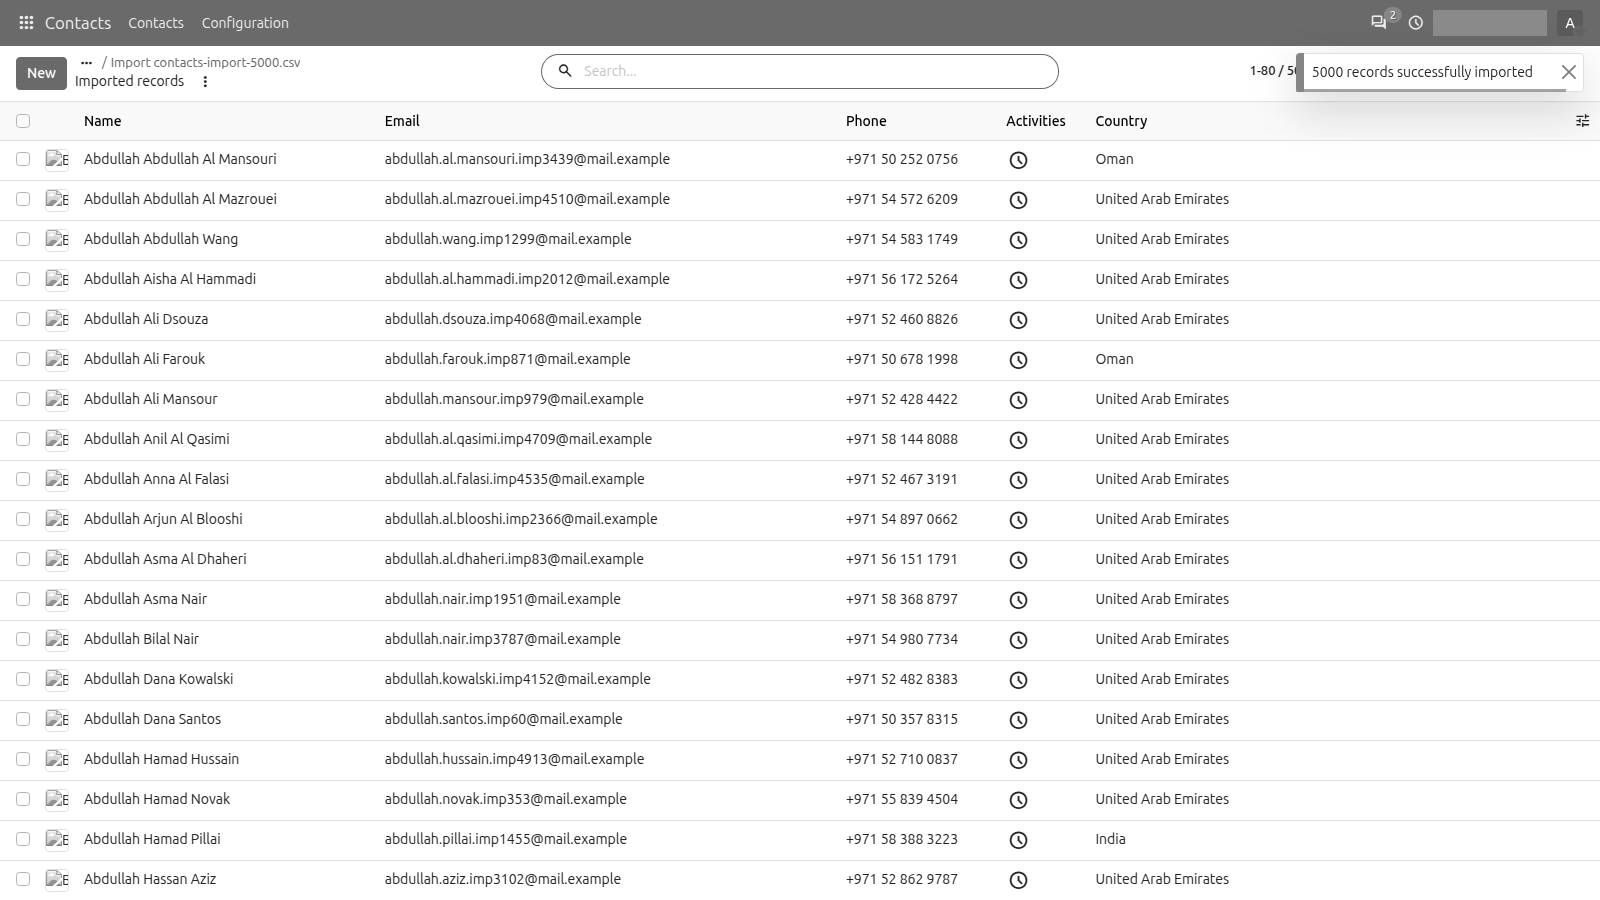 Contacts Contacts Configuration 2 A
New ... / Import contacts-import-5000.csv
Imported records
Search...
1-80 /
5000 records successfully imported
Name Email Phone Activities Country
Abdullah Abdullah Al Mansouri abdullah.al.mansouri.imp3439@mail.example +971 50 252 0756 Oman
Abdullah Abdullah Al Mazrouei abdullah.al.mazrouei.imp4510@mail.example +971 54 572 6209 United Arab Emirates
Abdullah Abdullah Wang abdullah.wang.imp1299@mail.example +971 54 583 1749 United Arab Emirates
Abdullah Aisha Al Hammadi abdullah.al.hammadi.imp2012@mail.example +971 56 172 5264 United Arab Emirates
Abdullah Ali Dsouza abdullah.dsouza.imp4068@mail.example +971 52 460 8826 United Arab Emirates
Abdullah Ali Farouk abdullah.farouk.imp871@mail.example +971 50 678 1998 Oman
Abdullah Ali Mansour abdullah.mansour.imp979@mail.example +971 52 428 4422 United Arab Emirates
Abdullah Anil Al Qasimi abdullah.al.qasimi.imp4709@mail.example +971 58 144 8088 United Arab Emirates
Abdullah Anna Al Falasi abdullah.al.falasi.imp4535@mail.example +971 52 467 3191 United Arab Emirates
Abdullah Arjun Al Blooshi abdullah.al.blooshi.imp2366@mail.example +971 54 897 0662 United Arab Emirates
Abdullah Asma Al Dhaheri abdullah.al.dhaheri.imp83@mail.example +971 56 151 1791 United Arab Emirates
Abdullah Asma Nair abdullah.nair.imp1951@mail.example +971 58 368 8797 United Arab Emirates
Abdullah Bilal Nair abdullah.nair.imp3787@mail.example +971 54 980 7734 United Arab Emirates
Abdullah Dana Kowalski abdullah.kowalski.imp4152@mail.example +971 52 482 8383 United Arab Emirates
Abdullah Dana Santos abdullah.santos.imp60@mail.example +971 50 357 8315 United Arab Emirates
Abdullah Hamad Hussain abdullah.hussain.imp4913@mail.example +971 52 710 0837 United Arab Emirates
Abdullah Hamad Novak abdullah.novak.imp353@mail.example +971 55 839 4504 United Arab Emirates
Abdullah Hamad Pillai abdullah.pillai.imp1455@mail.example +971 58 388 3223 India
Abdullah Hassan Aziz abdullah.aziz.imp3102@mail.example +971 52 862 9787 United Arab Emirates